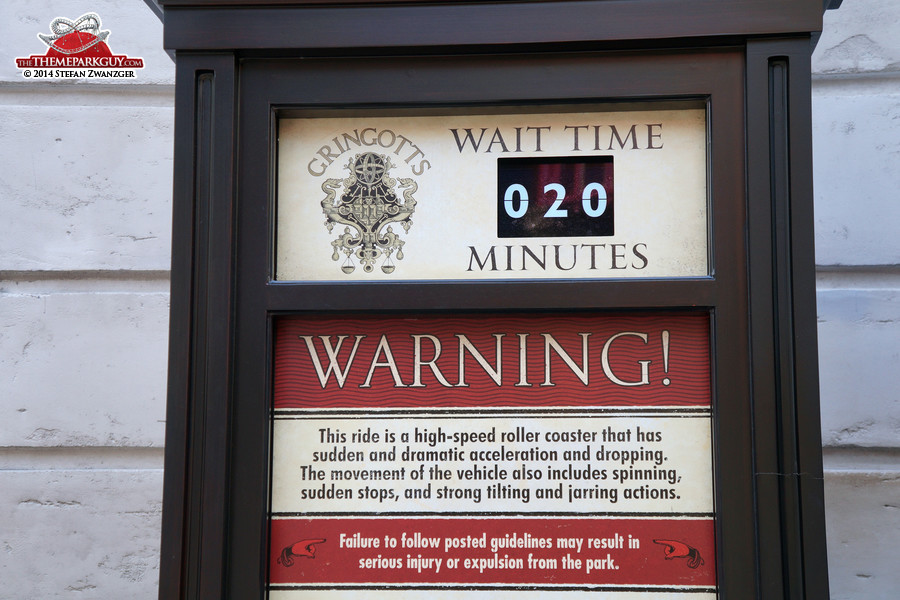 THETHEMEPARKGUY.COM
© 2014 STEFAN ZWANZGER
GRINGOTTS
WAIT TIME
020
MINUTES
WARNING!
This ride is a high-speed roller coaster that has
sudden and dramatic acceleration and dropping.
The movement of the vehicle also includes spinning,
sudden stops, and strong tilting and jarring actions.
Failure to follow posted guidelines may result in
serious injury or expulsion from the park.